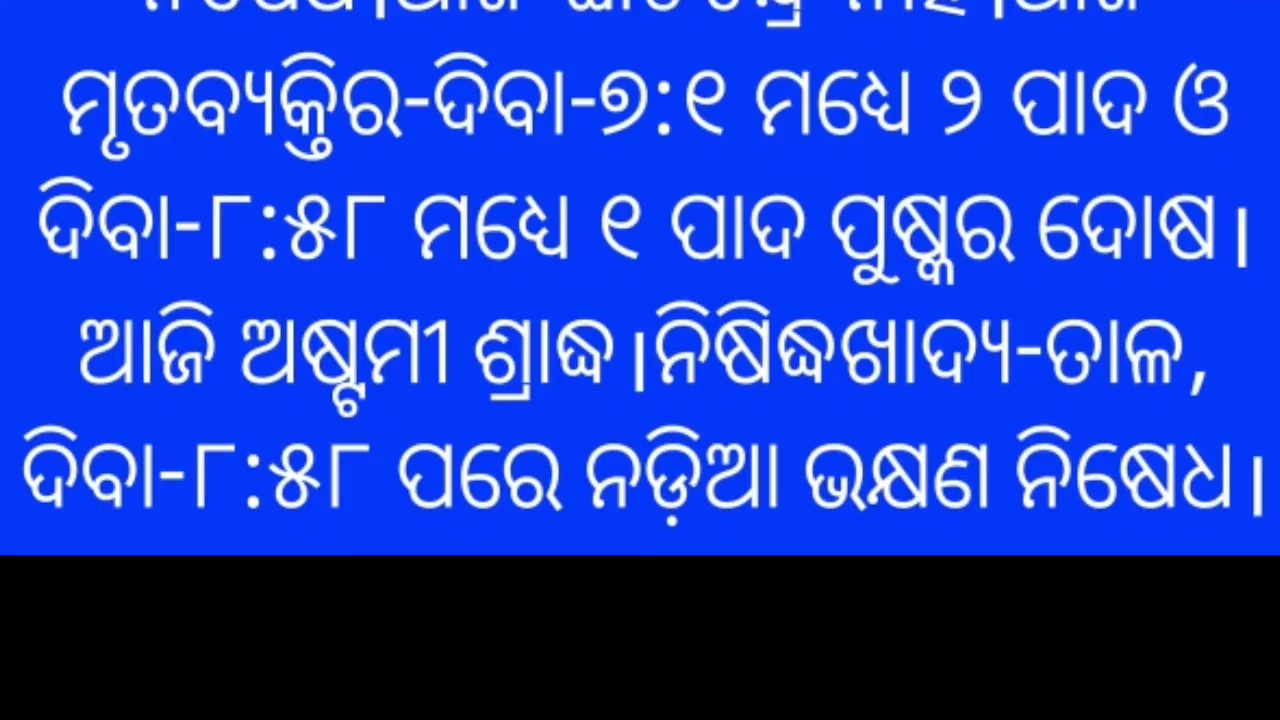 ମୃତବ୍ୟକ୍ତିର-ଦିବା-୭:୧ ମଧ୍ୟେ ୨ ପାଦ ଓ
ଦିବା-୮:୫୮ ମଧ୍ୟେ ୧ ପାଦ ପୁଷ୍କର ଦୋଷ।
ଆଜି ଅଷ୍ଟମୀ ଶ୍ରାଦ୍ଧ।ନିଷିଦ୍ଧଖାଦ୍ୟ-ତାଳ,
ଦିବା-୮:୫୮ ପରେ ନଡ଼ିଆ ଭକ୍ଷଣ ନିଷେଧ।